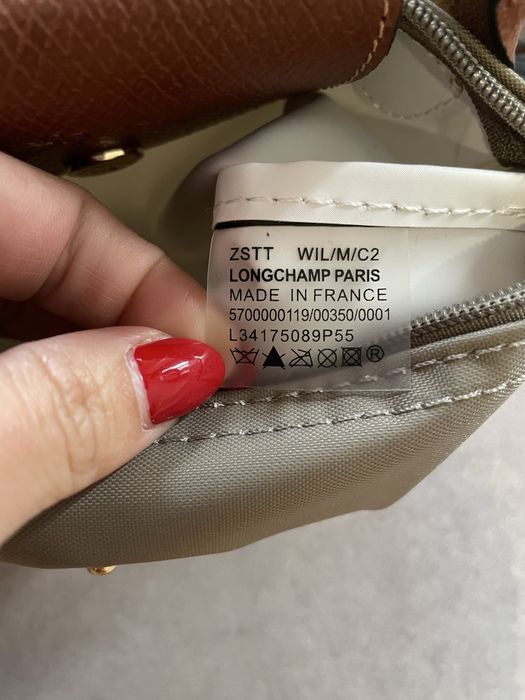 ZSTT WIL/M/C2
LONGCHAMP PARIS
MADE IN FRANCE
5700000119/00350/0001
L34175089P55
®